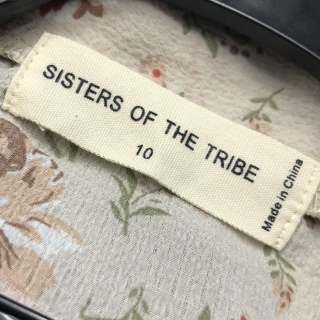 SISTERS OF THE TRIBE
10
Made in China